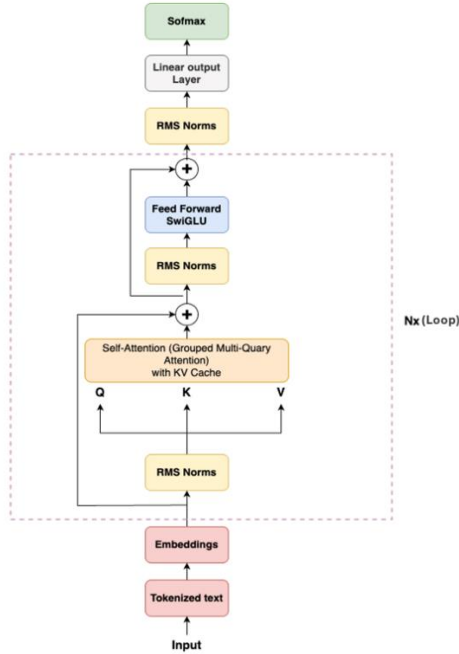 Sofmax
Linear output
Layer
RMS Norms
Feed Forward
SwiGLU
RMS Norms
Nx (Loop)
Self-Attention (Grouped Multi-Quary
Attention)
with KV Cache
Q K V
RMS Norms
Embeddings
Tokenized text
Input